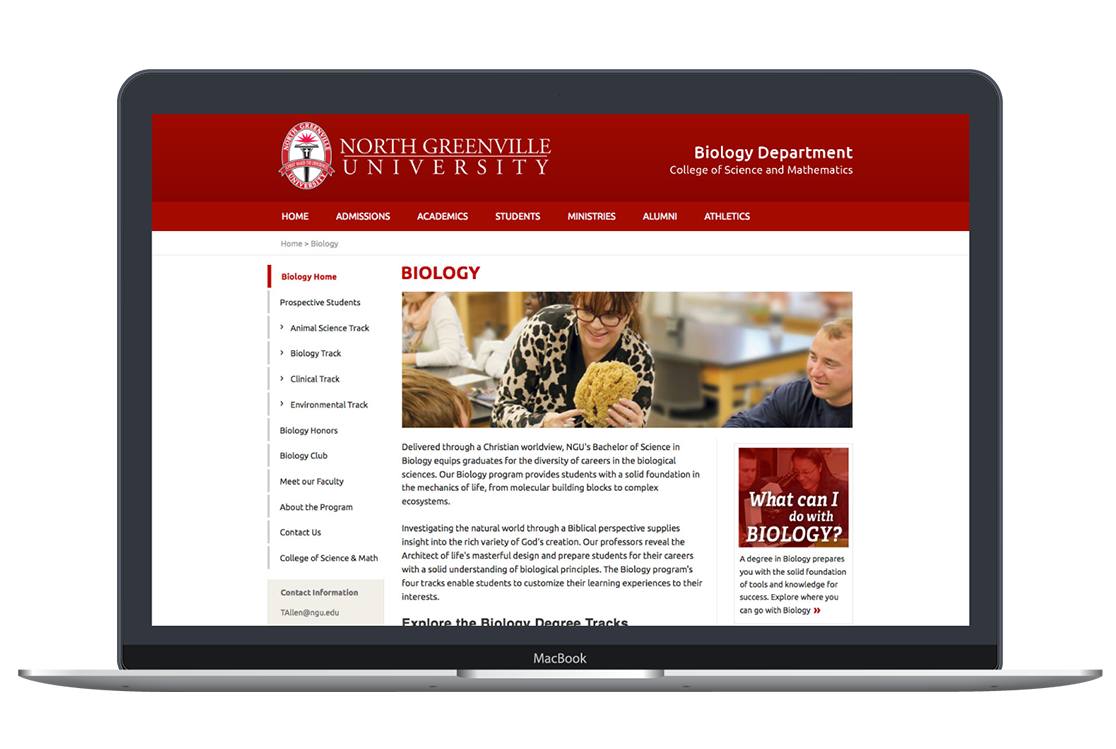 NORTH GREENVILLE
UNIVERSITY
Biology Department
College of Science and Mathematics
HOME
ADMISSIONS
ACADEMICS
STUDENTS
MINISTRIES
ALUMNI
ATHLETICS
Home > Biology
Biology Home
Prospective Students
› Animal Science Track
› Biology Track
› Clinical Track
› Environmental Track
Biology Honors
Biology Club
Meet our Faculty
About the Program
Contact Us
College of Science & Math
Contact Information
TAllen@ngu.edu
BIOLOGY
Delivered through a Christian worldview, NGU's Bachelor of Science in
Biology equips graduates for the diversity of careers in the biological
sciences. Our Biology program provides students with a solid foundation in
the mechanics of life, from molecular building blocks to complex
ecosystems.
Investigating the natural world through a Biblical perspective supplies
insight into the rich variety of God's creation. Our professors reveal the
Architect of life's masterful design and prepare students for their careers
with a solid understanding of biological principles. The Biology program's
four tracks enable students to customize their learning experiences to their
interests.
Explore the Biology Degree Tracks
What can I
do with
BIOLOGY?
A degree in Biology prepares
you with the solid foundation
of tools and knowledge for
success. Explore where you
can go with Biology »
MacBook